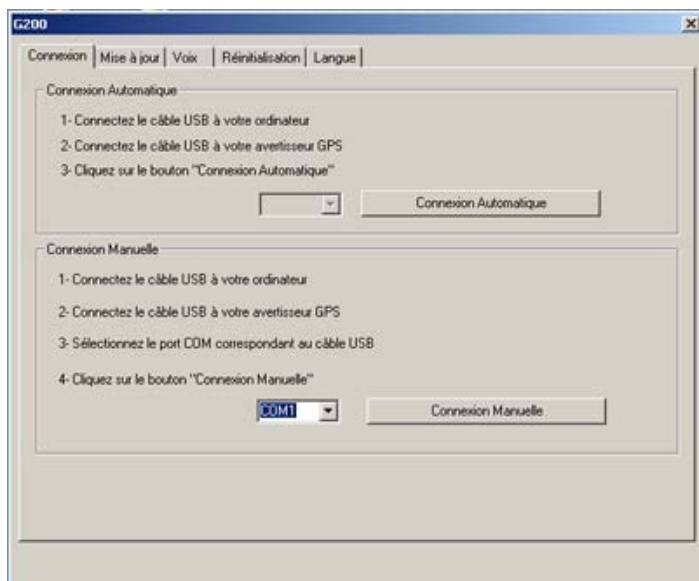 G200
Connexion Mise à jour Voix Réinitialisation Langue
Connexion Automatique
1- Connectez le câble USB à votre ordinateur
2- Connectez le câble USB à votre avertisseur GPS
3- Cliquez sur le bouton "Connexion Automatique"
Connexion Automatique
Connexion Manuelle
1- Connectez le câble USB à votre ordinateur
2- Connectez le câble USB à votre avertisseur GPS
3- Sélectionnez le port COM correspondant au câble USB
4- Cliquez sur le bouton "Connexion Manuelle"
COM1 Connexion Manuelle